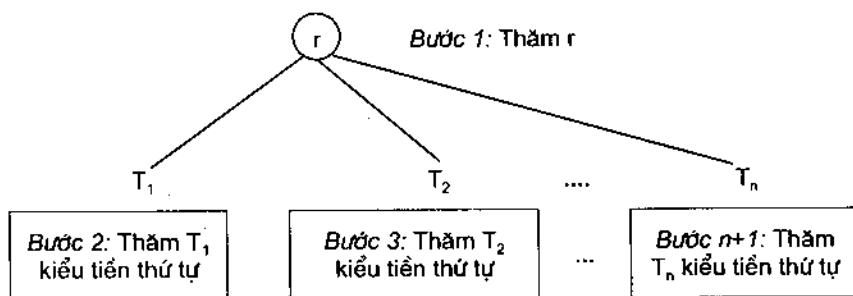 r
Bước 1: Thăm r
T₁ T₂ .... Tₙ
Bước 2: Thăm T₁
kiểu tiền thứ tự
Bước 3: Thăm T₂
kiểu tiền thứ tự
...
Bước n+1: Thăm
Tₙ kiểu tiền thứ tự